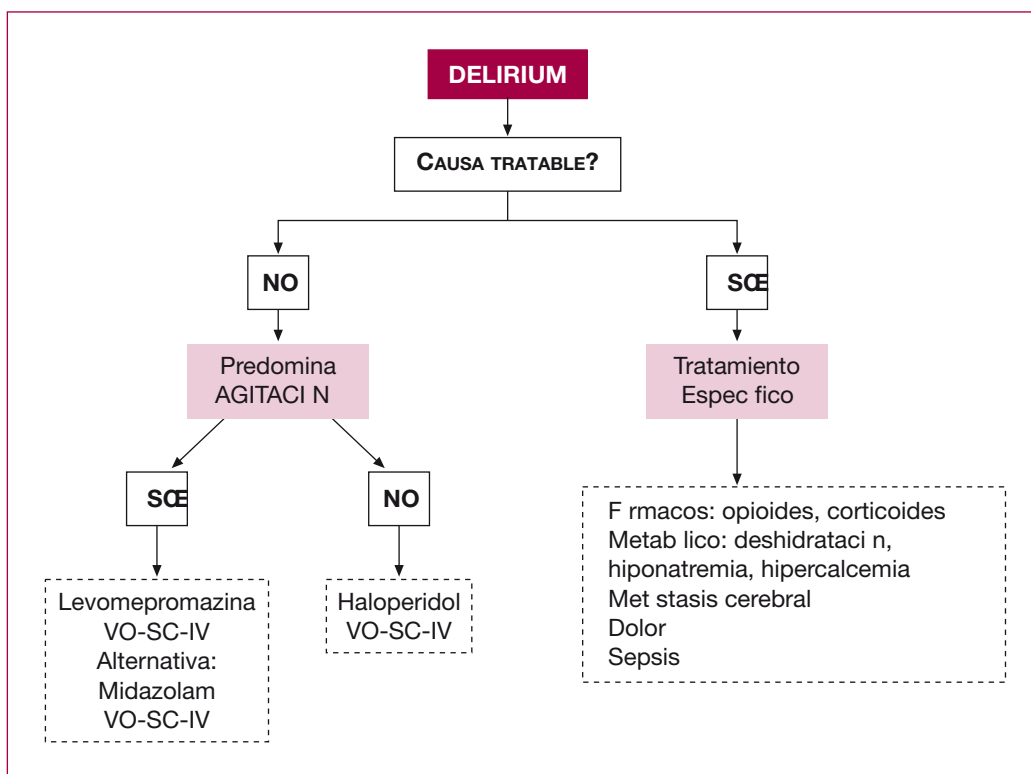 DELIRIUM
CAUSA TRATABLE?
NO
SŒ
Predomina
AGITACI N
SŒ
NO
Levomepromazina
VO-SC-IV
Alternativa:
Midazolam
VO-SC-IV
Haloperidol
VO-SC-IV
Tratamiento
Espec fico
F rmacos: opioides, corticoides
Metab lico: deshidrataci n,
hiponatremia, hipercalcemia
Met stasis cerebral
Dolor
Sepsis